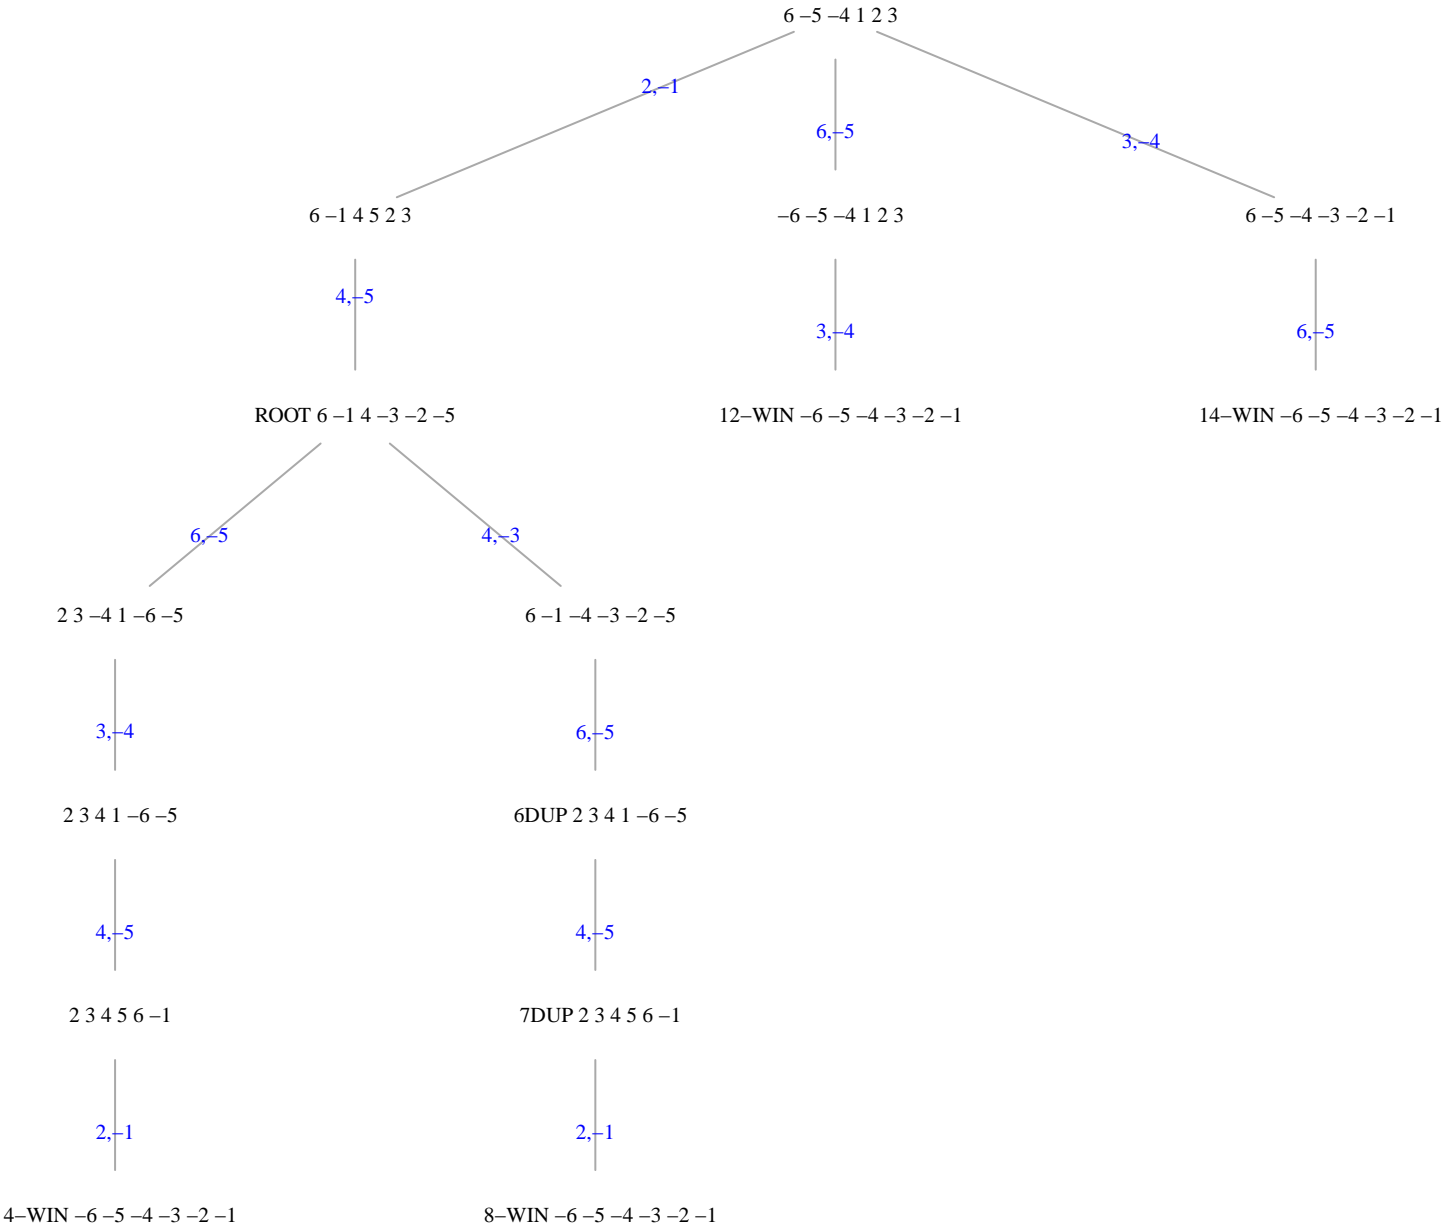 6 –5 –4 1 2 3
2,–1
6,–5
3,–4
6 –1 4 5 2 3
–6 –5 –4 1 2 3
6 –5 –4 –3 –2 –1
4,–5
3,–4
6,–5
ROOT 6 –1 4 –3 –2 –5
12–WIN –6 –5 –4 –3 –2 –1
14–WIN –6 –5 –4 –3 –2 –1
6,–5
4,–3
2 3 –4 1 –6 –5
6 –1 –4 –3 –2 –5
3,–4
6,–5
2 3 4 1 –6 –5
6DUP 2 3 4 1 –6 –5
4,–5
4,–5
2 3 4 5 6 –1
7DUP 2 3 4 5 6 –1
2,–1
2,–1
4–WIN –6 –5 –4 –3 –2 –1
8–WIN –6 –5 –4 –3 –2 –1